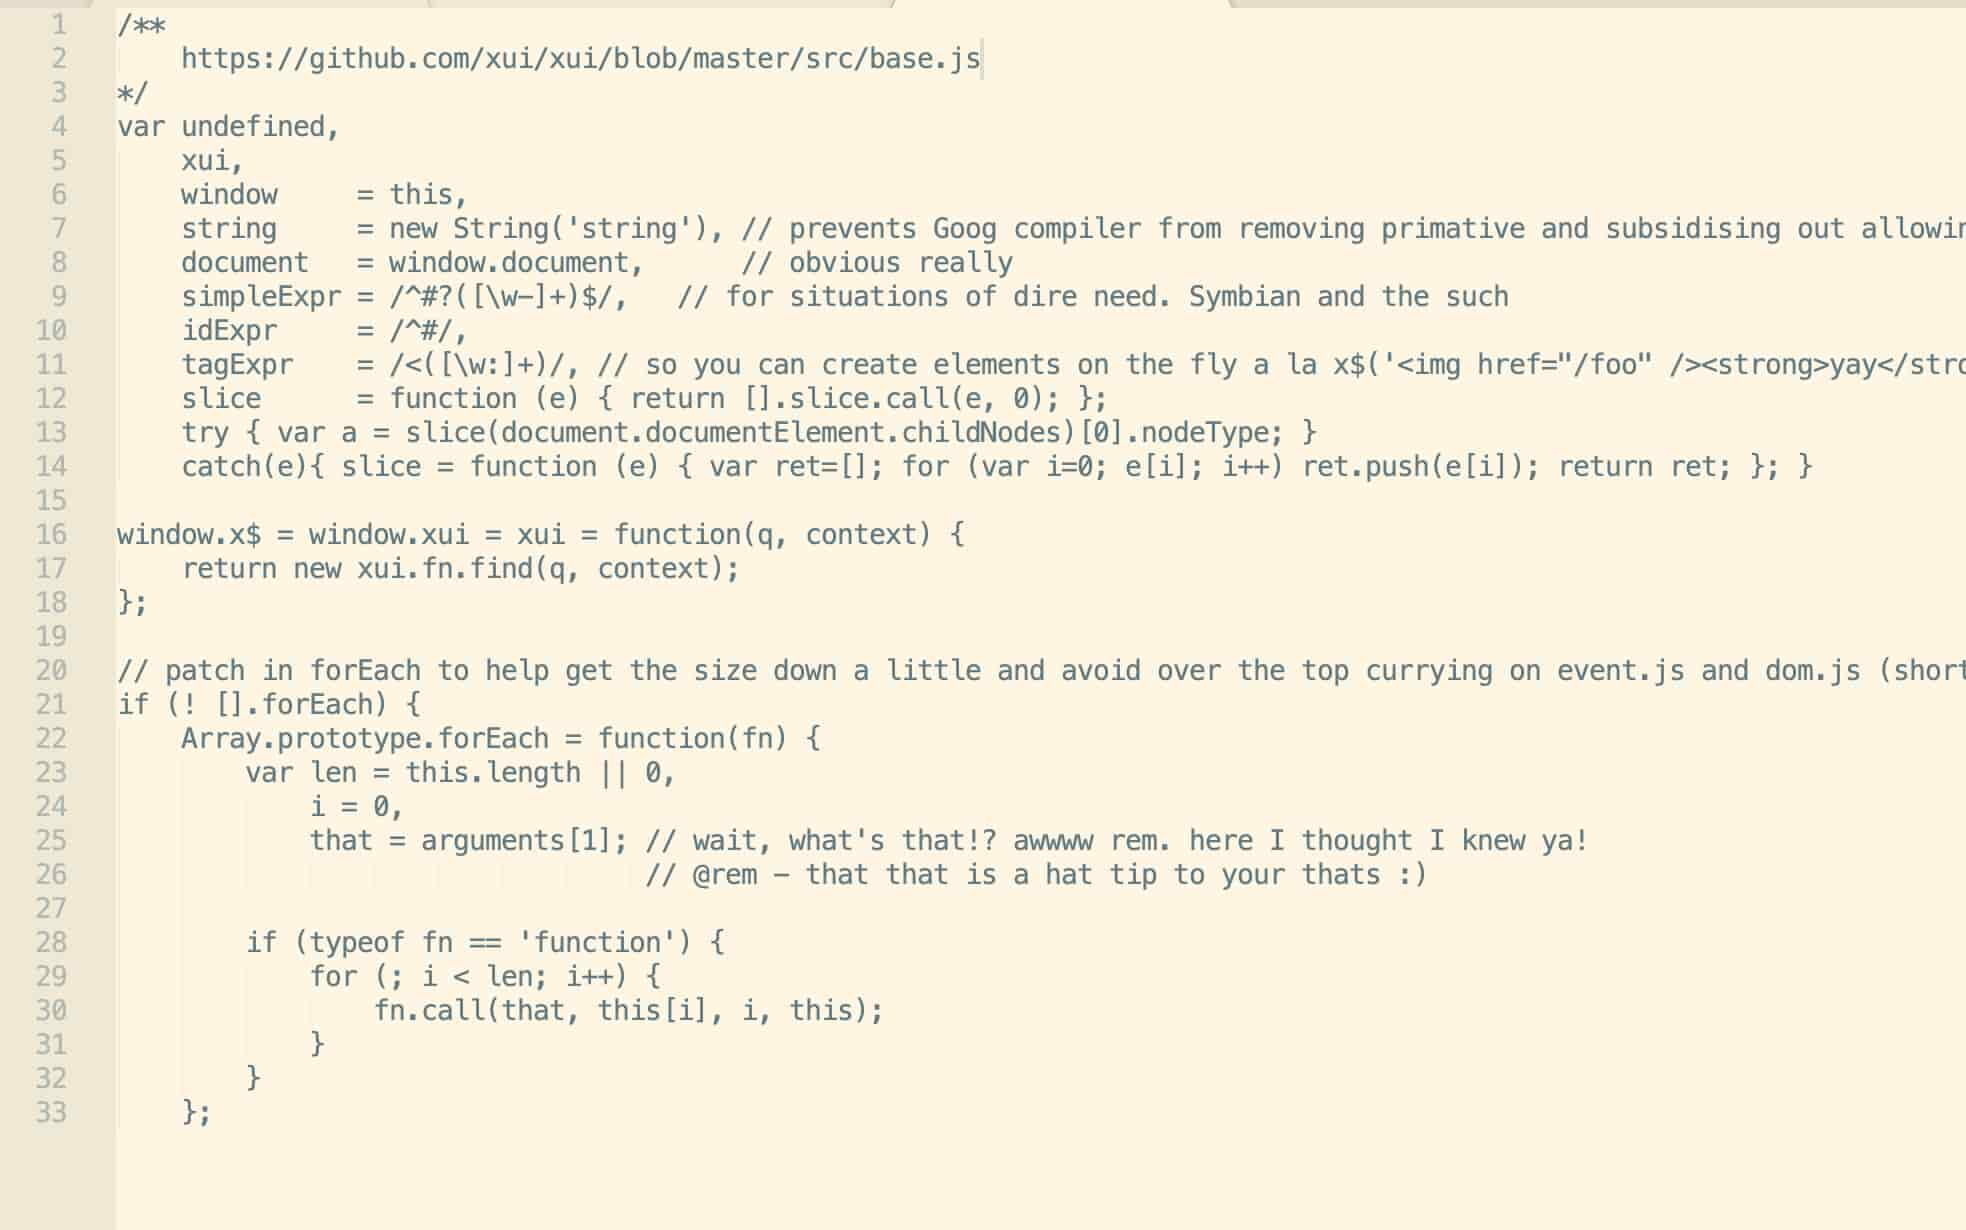 1 /**
2 https://github.com/xui/xui/blob/master/src/base.js
3 */
4 var undefined,
5 xui,
6 window = this,
7 string = new String('string'), // prevents Goog compiler from removing primative and subsidising out
8 document = window.document, // obvious really
9 simpleExpr = /^#?([\w-]+)$/, // for situations of dire need. Symbian and the such
10 idExpr = /^#/,
11 tagExpr = /<([\w:]+)/, // so you can create elements on the fly a la x$('<img href="/foo" /><strong>yay</stro
12 slice = function (e) { return [].slice.call(e, 0); };
13 try { var a = slice(document.documentElement.childNodes)[0].nodeType; }
14 catch(e){ slice = function (e) { var ret=[]; for (var i=0; e[i]; i++) ret.push(e[i]); return ret; }; }
15
16 window.x$ = window.xui = xui = function(q, context) {
17 return new xui.fn.find(q, context);
18 };
19
20 // patch in forEach to help get the size down a little and avoid over the top currying on event.js and dom.js (short
21 if (! [].forEach) {
22 Array.prototype.forEach = function(fn) {
23 var len = this.length || 0,
24 i = 0,
25 that = arguments[1]; // wait, what's that!? awwww rem. here I thought I knew ya!
26 // @rem - that that is a hat tip to your thats :)
27
28 if (typeof fn == 'function') {
29 for (; i < len; i++) {
30 fn.call(that, this[i], i, this);
31 }
32 }
33 };